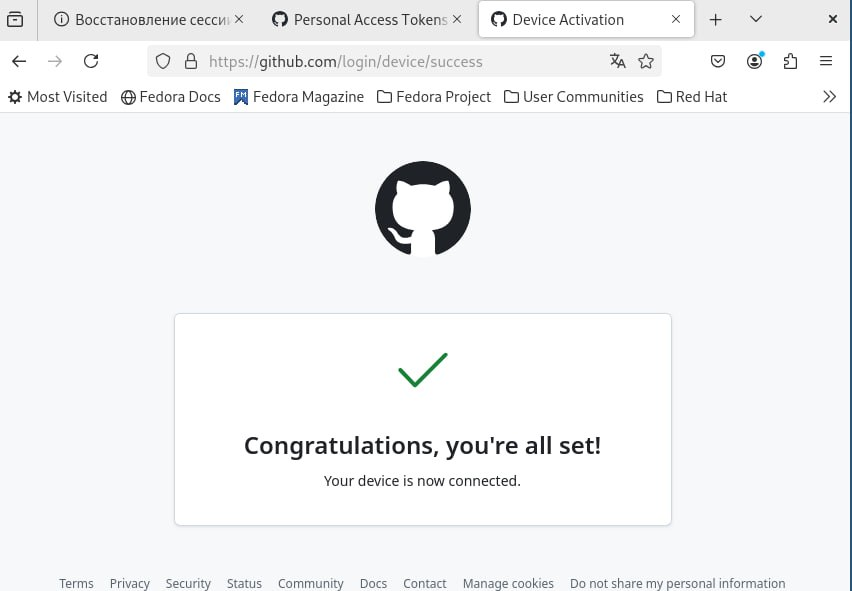 Восстановление сесси
Personal Access Tokens
Device Activation
https://github.com/login/device/success
Most Visited
Fedora Docs
FM
Fedora Magazine
Fedora Project
User Communities
Red Hat
Congratulations, you're all set!
Your device is now connected.
Terms Privacy Security Status Community Docs Contact Manage cookies Do not share my personal information